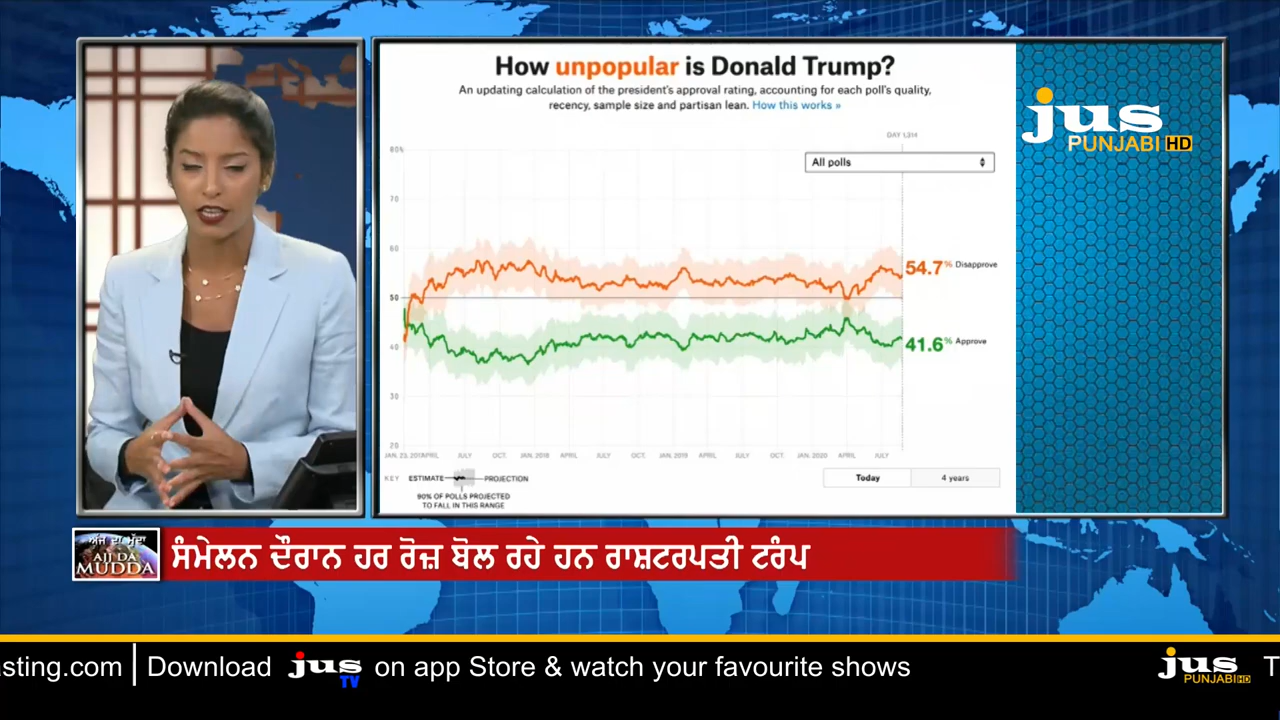 How unpopular is Donald Trump?
An updating calculation of the president's approval rating, accounting for each poll's quality,
recency, sample size and partisan lean. How this works »
DAY 1,314
All polls
80%
70
60
50
40
30
20
54.7% Disapprove
41.6% Approve
JAN. 23, 2017 APRIL JULY OCT. JAN. 2018 APRIL JULY OCT. JAN. 2019 APRIL JULY OCT. JAN. 2020 APRIL JULY
KEY ESTIMATE PROJECTION
90% OF POLLS PROJECTED
TO FALL IN THIS RANGE
Today 4 years
jus
PUNJABI HD
ਅੱਜ ਦਾ ਮੁੱਦਾ
AJJ DA
MUDDA
ਸੰਮੇਲਨ ਦੌਰਾਨ ਹਰ ਰੋਜ਼ ਬੋਲ ਰਹੇ ਹਨ ਰਾਸ਼ਟਰਪਤੀ ਟਰੰਪ
asting.com | Download jus TV on app Store & watch your favourite shows jus PUNJABI HD T